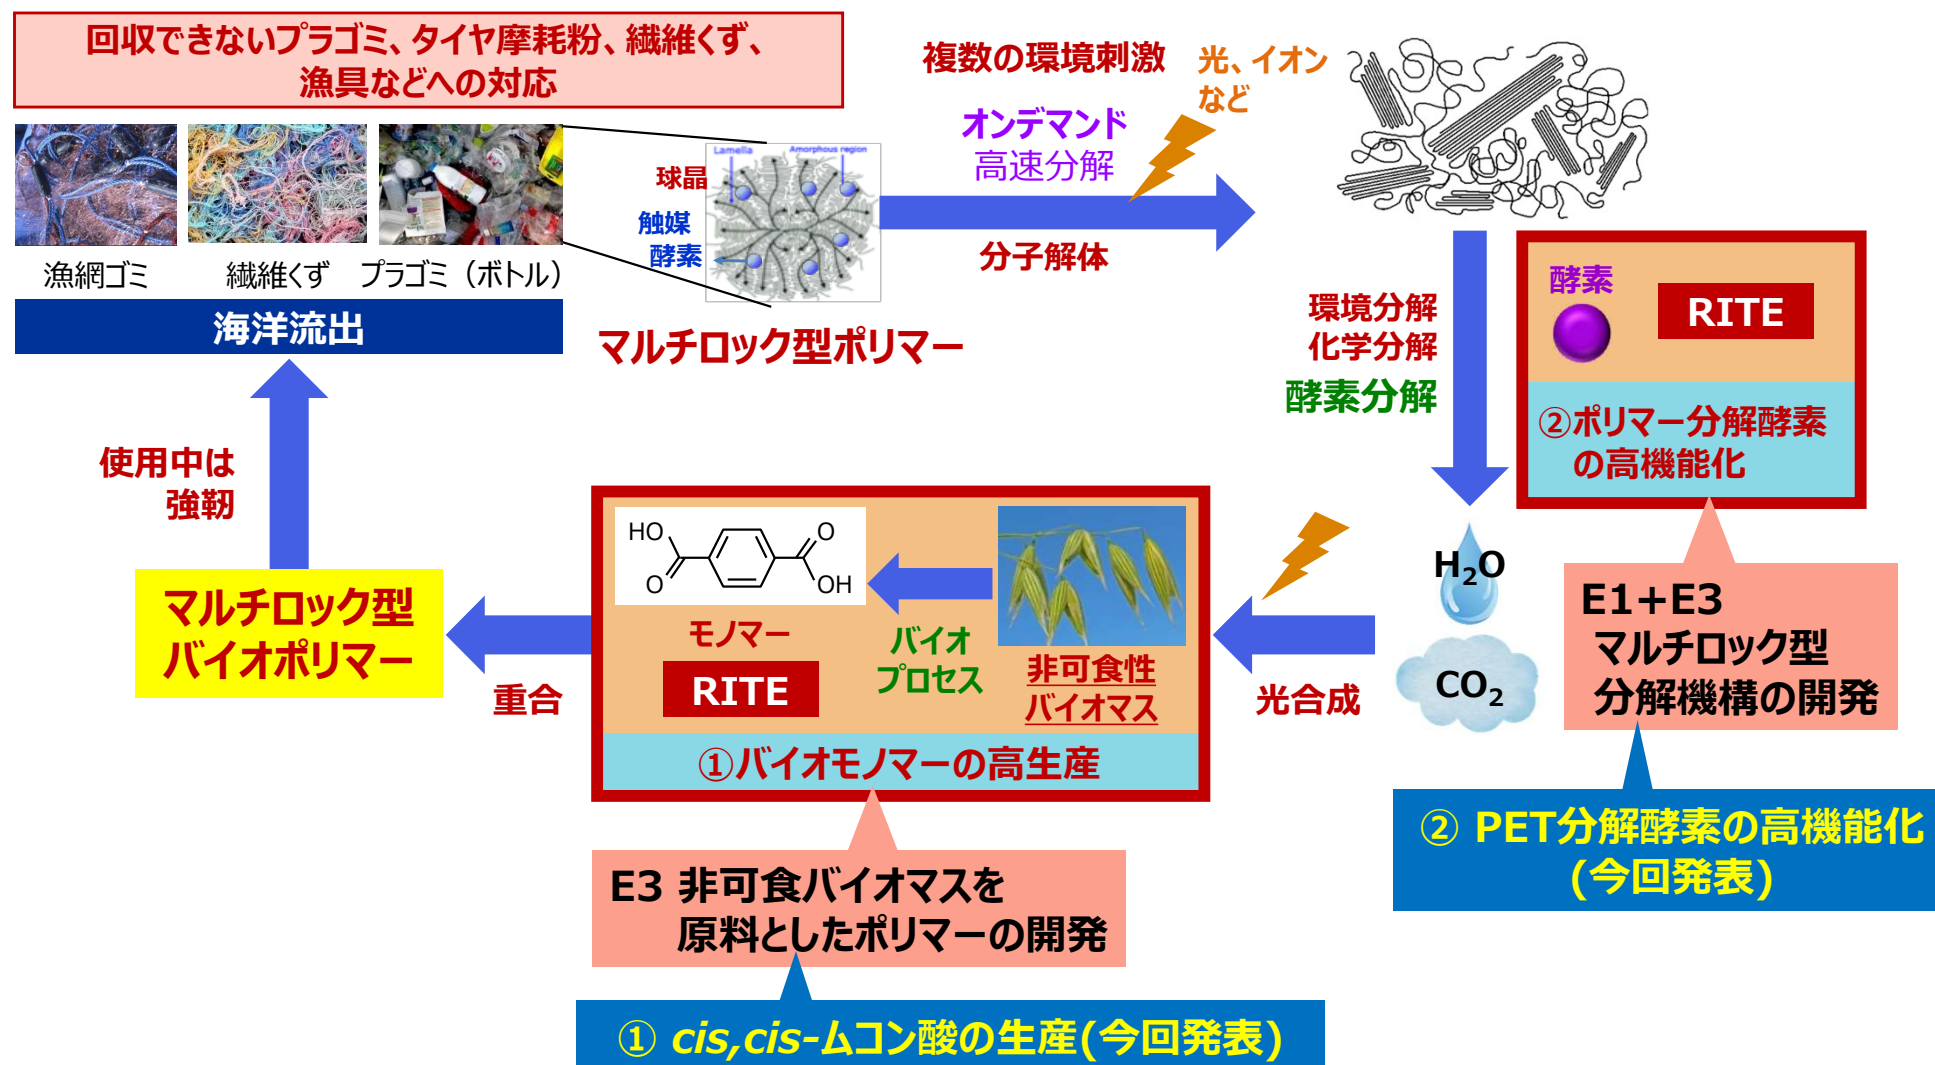 回収できないプラゴミ、タイヤ摩耗粉、繊維くず、
漁具などへの対応
漁網ゴミ
繊維くず
プラゴミ（ボトル）
海洋流出
Lamella
Amorphous region
球晶
触媒
酵素
マルチロック型ポリマー
複数の環境刺激
光、イオン
など
オンデマンド
高速分解
分子解体
環境分解
化学分解
酵素分解
酵素
RITE
②ポリマー分解酵素
の高機能化
H₂O
CO₂
E1+E3
マルチロック型
分解機構の開発
② PET分解酵素の高機能化
(今回発表)
光合成
HO
O
O
OH
モノマー
RITE
バイオ
プロセス
非可食性
バイオマス
①バイオモノマーの高生産
E3 非可食バイオマスを
原料としたポリマーの開発
① cis,cis-ムコン酸の生産(今回発表)
重合
マルチロック型
バイオポリマー
使用中は
強靭